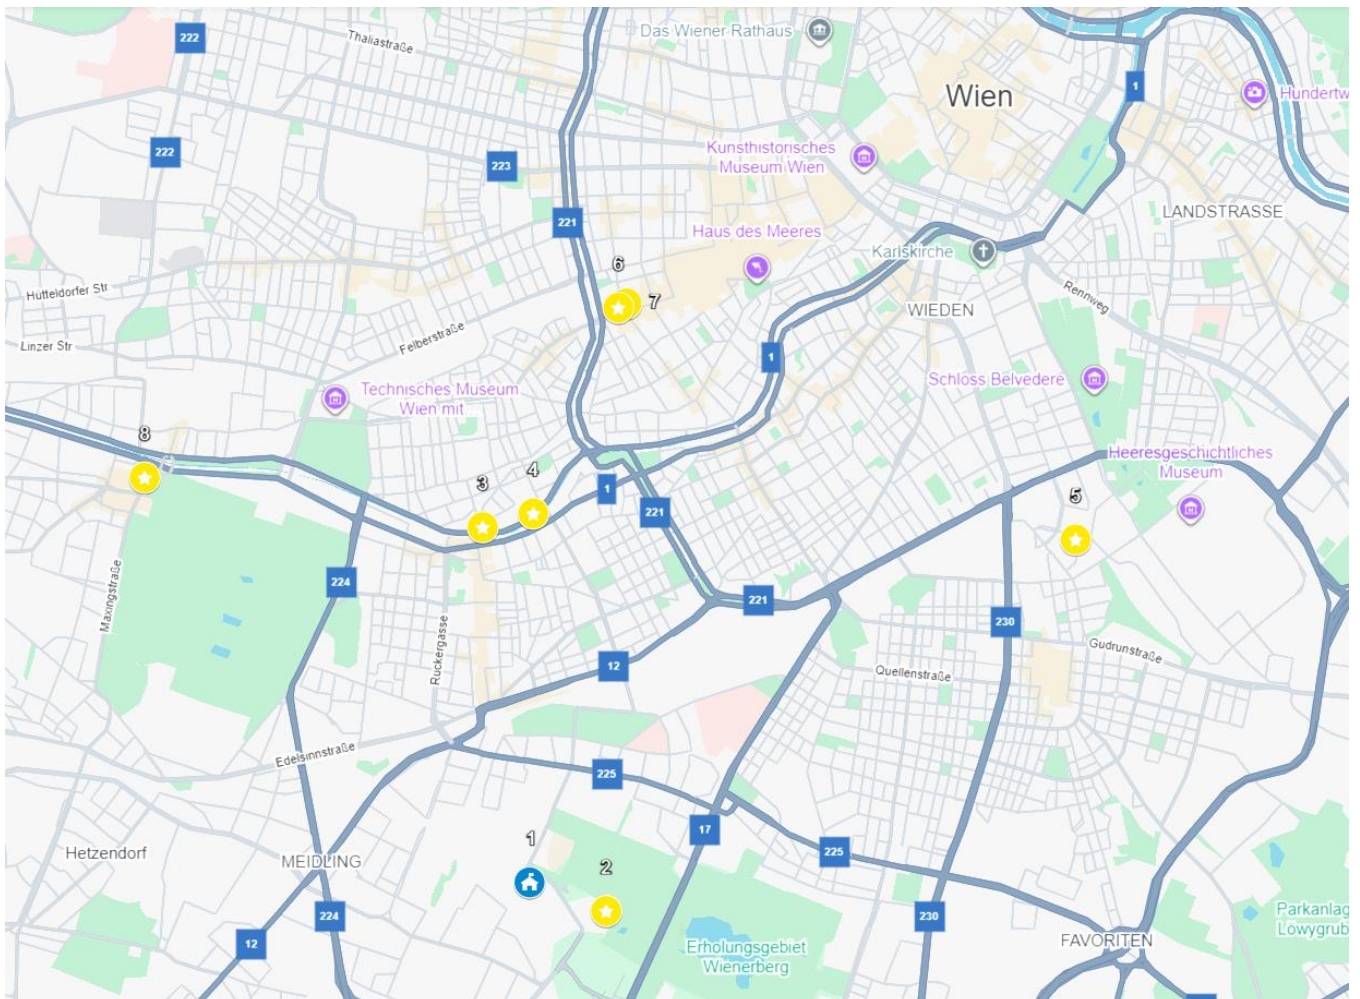 222
Thaliastraße
Das Wiener Rathaus
Wien
1
Hundertw
222
223
Kunsthistorisches
Museum Wien
LANDSTRASSE
221
Haus des Meeres
Karlskirche
6
7
Hütteldorfer Str
Rennweg
WIEDEN
Linzer Str
Felberstraße
1
Technisches Museum
Wien mit...
Schloss Belvedere
8
Heeresgeschichtliches
Museum
3
4
1
221
5
224
Maxingstraße
221
230
Ruckergasse
12
Gudrunstraße
Quellenstraße
Edelsinnstraße
225
1
17
225
Hetzendorf
MEIDLING
2
224
12
230
Erholungsgebiet
Wienerberg
FAVORITEN
Parkanlag
Löwygrub